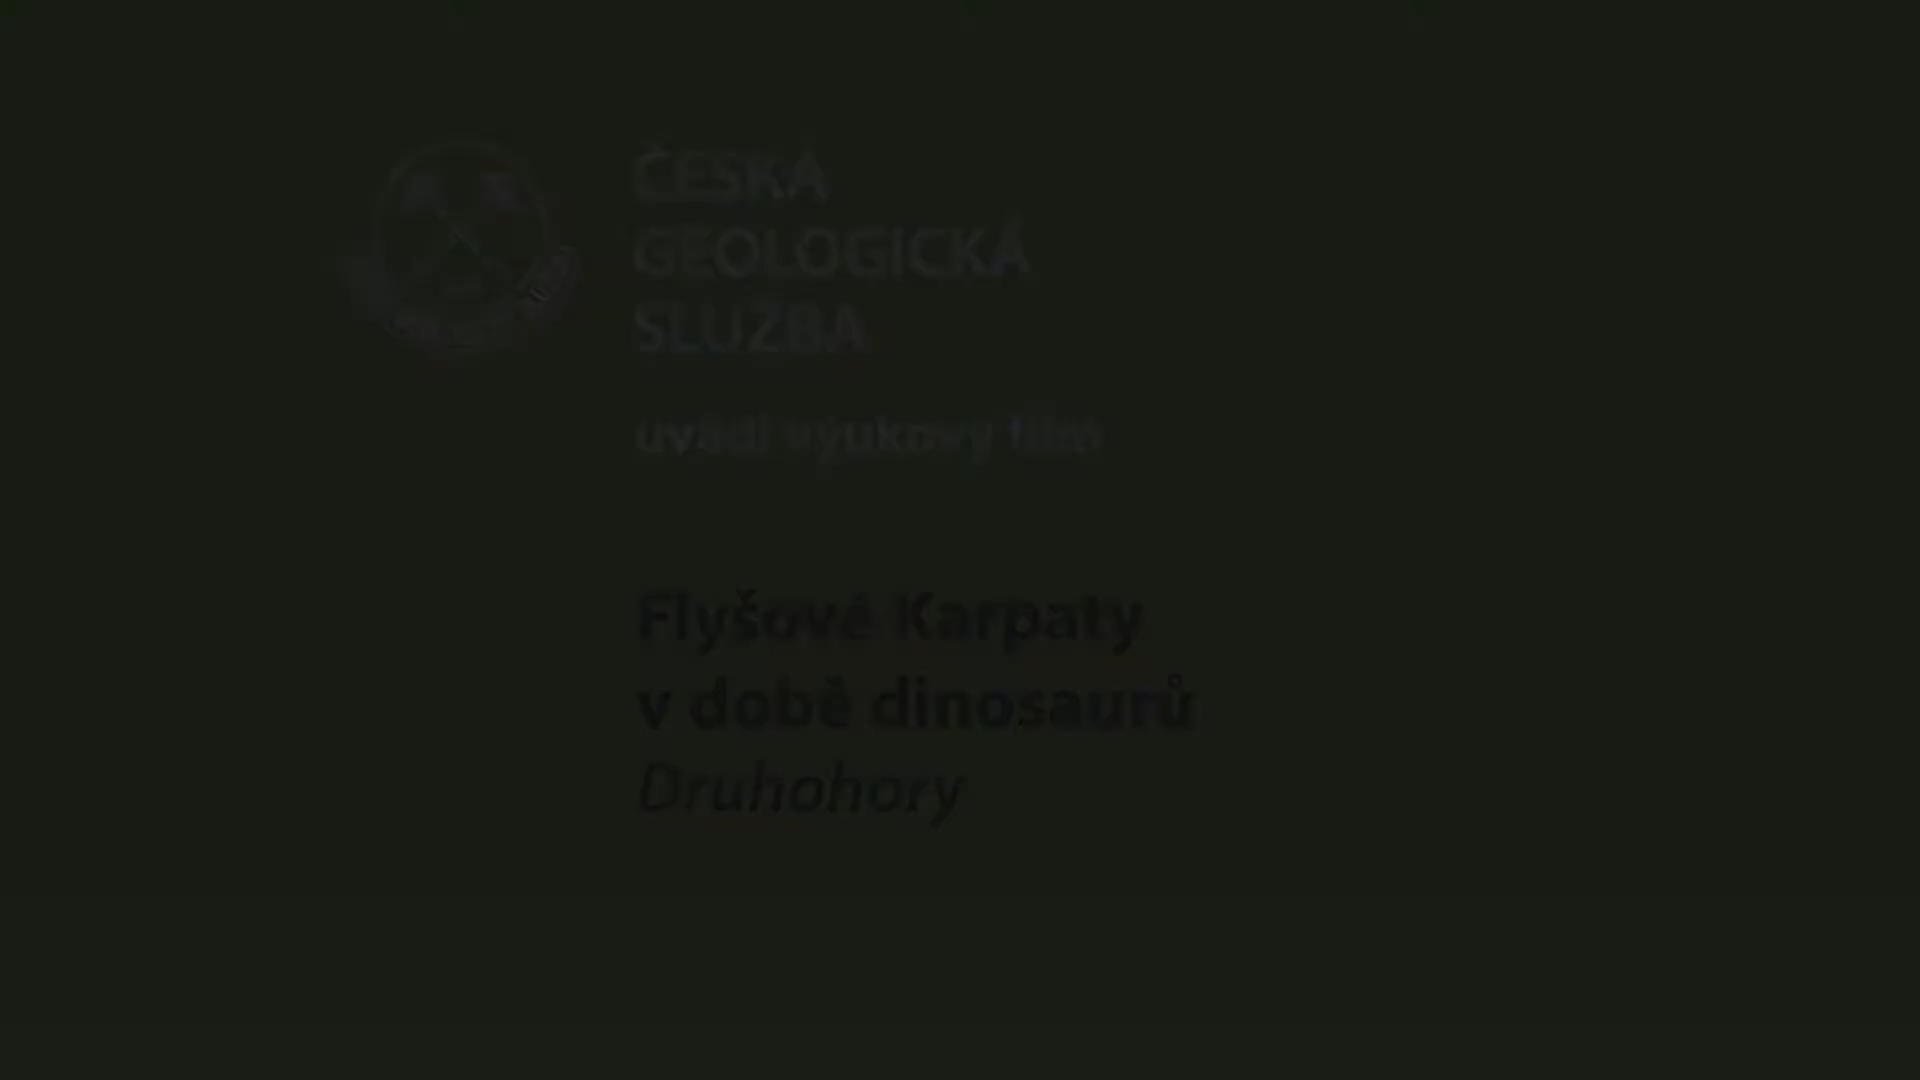 ČESKÁ
GEOLOGICKÁ
SLUŽBA
uvádí výukový film
Flyšové Karpaty
v době dinosaurů
Druhohory